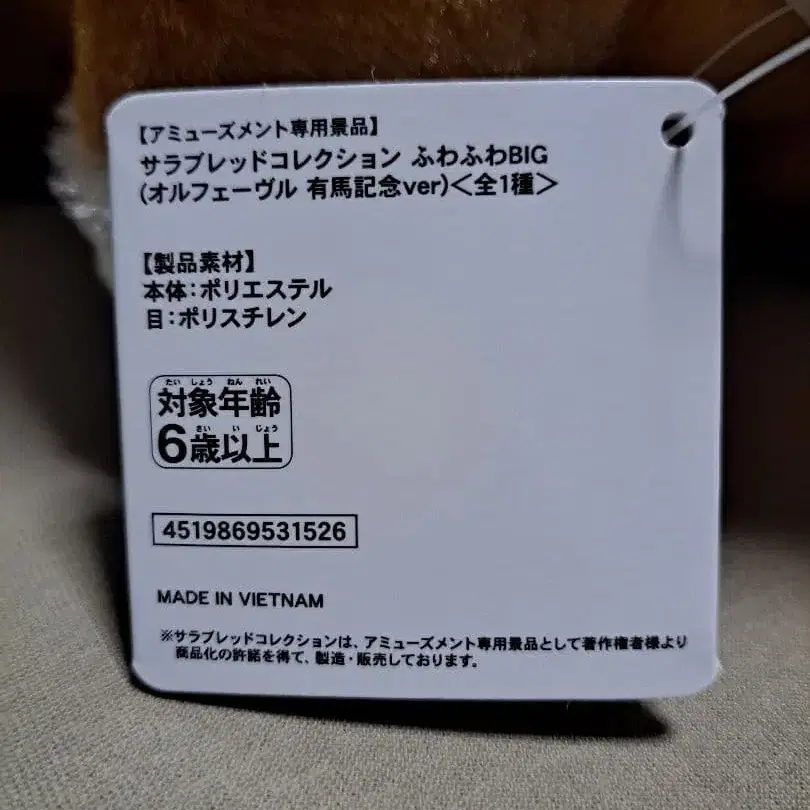 【アミューズメント専用景品】
サラブレッドコレクション ふわふわBIG
(オルフェーヴル 有馬記念ver)＜全1種＞
【製品素材】
本体：ポリエステル
目：ポリスチレン
たい しょう ねん れい
対象年齢
さい い じょう
6歳以上
4519869531526
MADE IN VIETNAM
※サラブレッドコレクションは、アミューズメント専用景品として著作権者様より
商品化の許諾を得て、製造・販売しております。